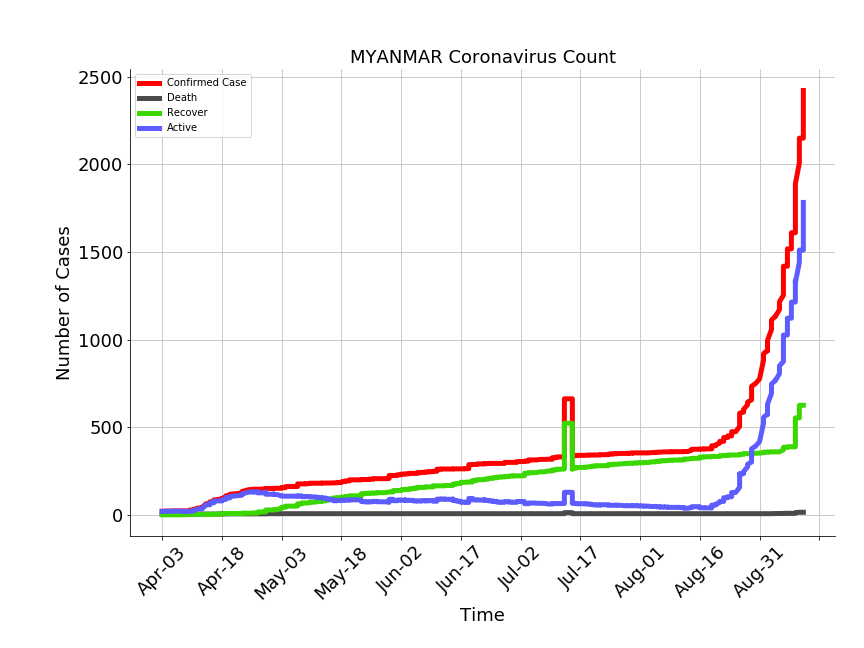 MYANMAR Coronavirus Count
Confirmed Case
Death
Recover
Active
2500
2000
1500
1000
500
0
Number of Cases
Apr-03
Apr-18
May-03
May-18
Jun-02
Jun-17
Jul-02
Jul-17
Aug-01
Aug-16
Aug-31
Time